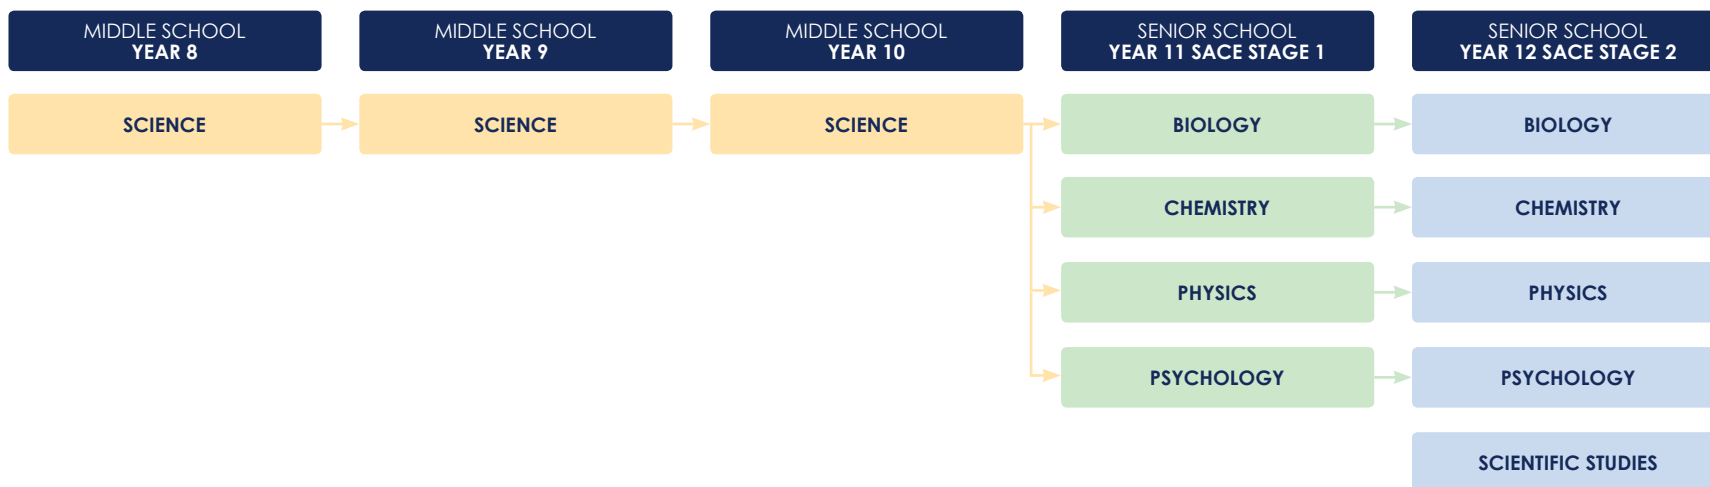 MIDDLE SCHOOL
YEAR 8
MIDDLE SCHOOL
YEAR 9
MIDDLE SCHOOL
YEAR 10
SENIOR SCHOOL
YEAR 11 SACE STAGE 1
SENIOR SCHOOL
YEAR 12 SACE STAGE 2
SCIENCE
SCIENCE
SCIENCE
BIOLOGY
BIOLOGY
CHEMISTRY
CHEMISTRY
PHYSICS
PHYSICS
PSYCHOLOGY
PSYCHOLOGY
SCIENTIFIC STUDIES